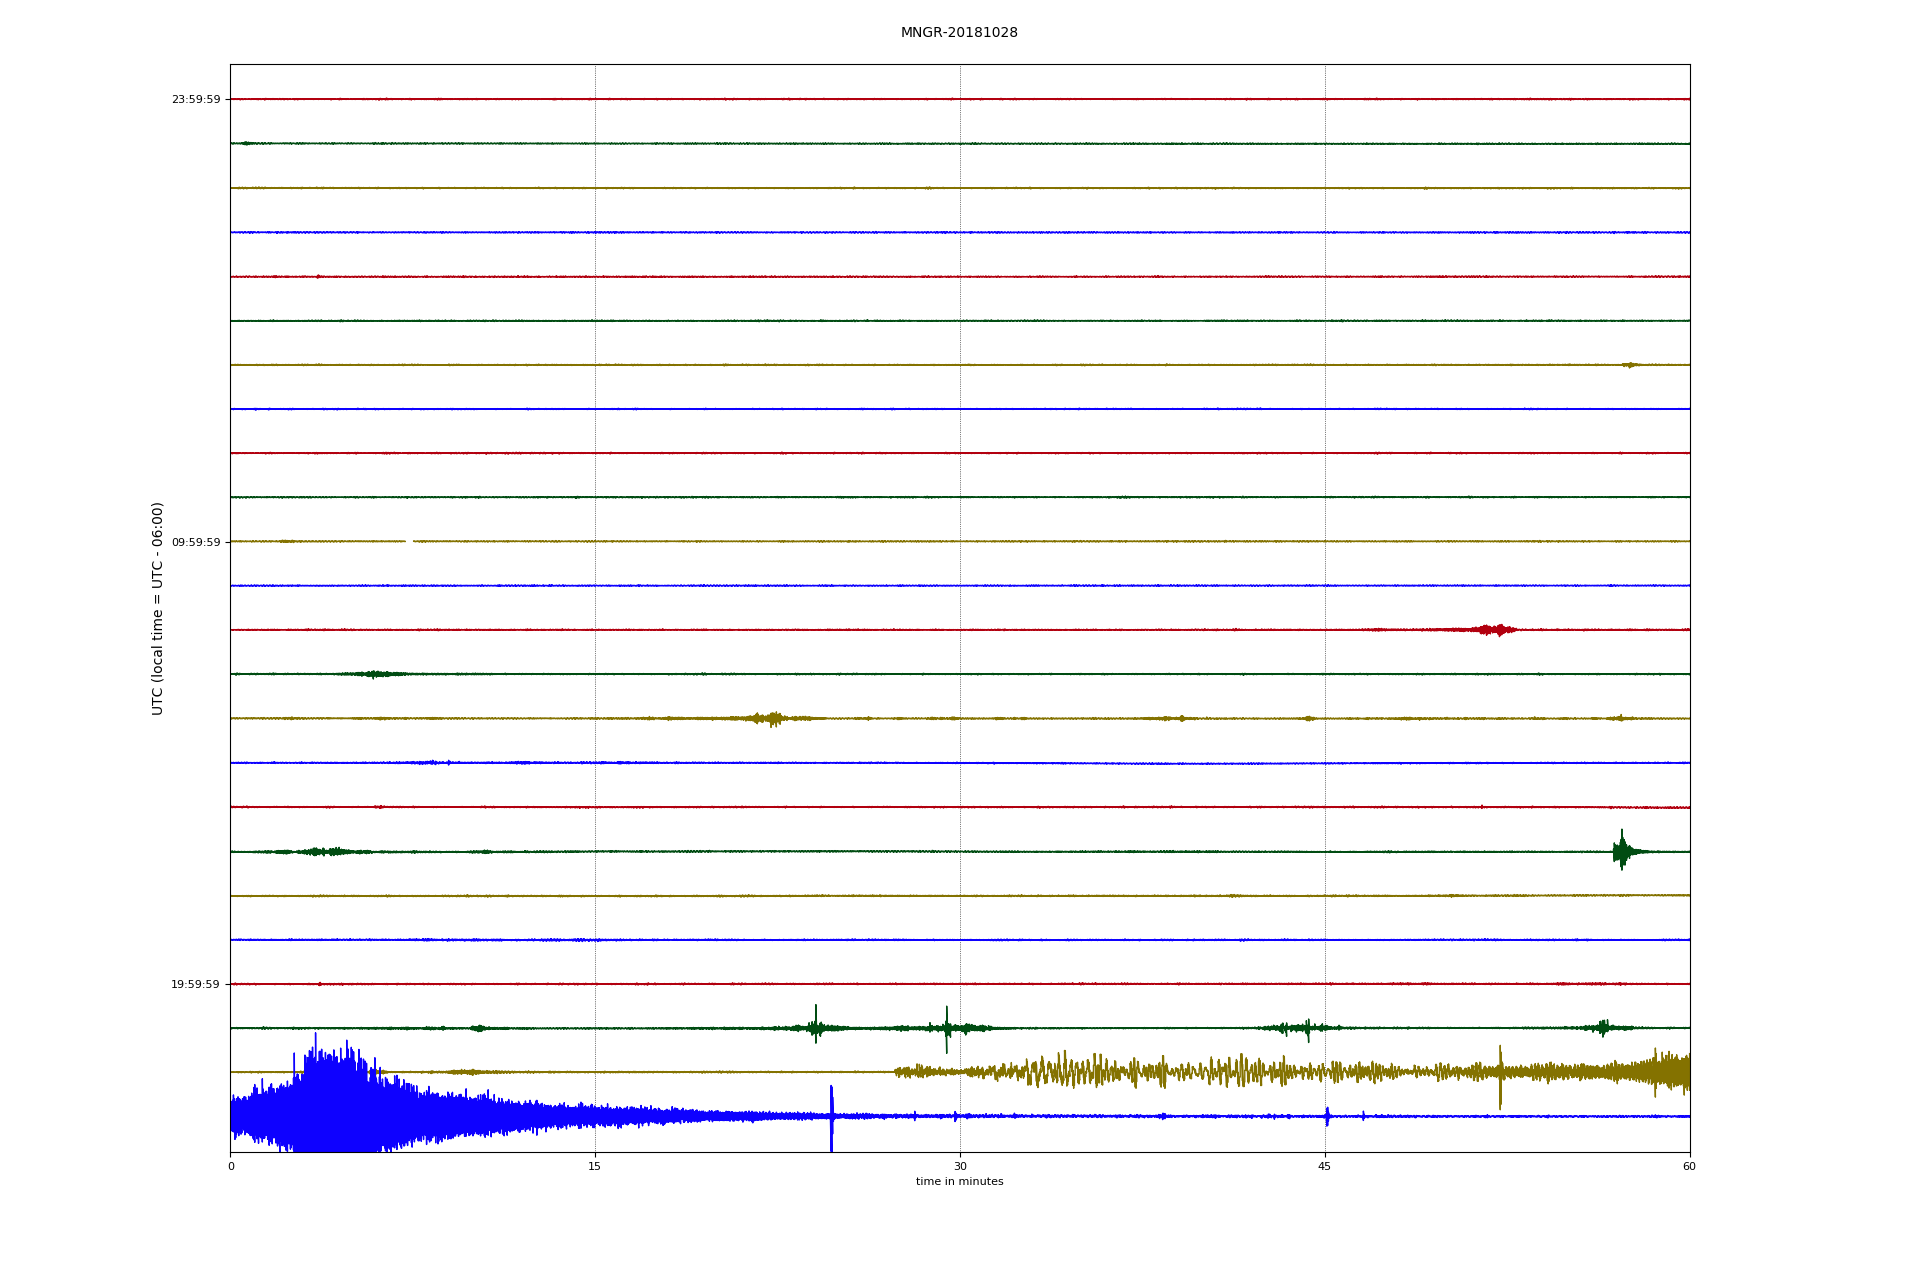 MNGR-20181028
23:59:59
09:59:59
UTC (local time = UTC - 06:00)
19:59:59
0 15 30 45 60
time in minutes